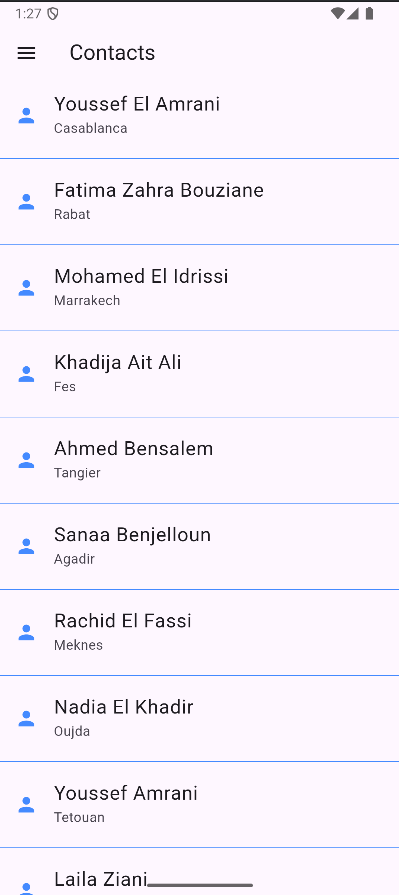 1:27
Contacts
Youssef El Amrani
Casablanca
Fatima Zahra Bouziane
Rabat
Mohamed El Idrissi
Marrakech
Khadija Ait Ali
Fes
Ahmed Bensalem
Tangier
Sanaa Benjelloun
Agadir
Rachid El Fassi
Meknes
Nadia El Khadir
Oujda
Youssef Amrani
Tetouan
Laila Ziani